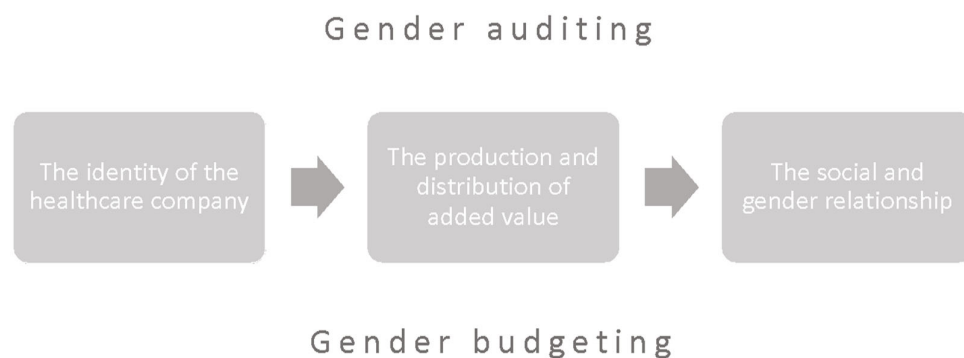 Gender auditing
The identity of the
healthcare company
The production and
distribution of
added value
The social and
gender relationship
Gender budgeting